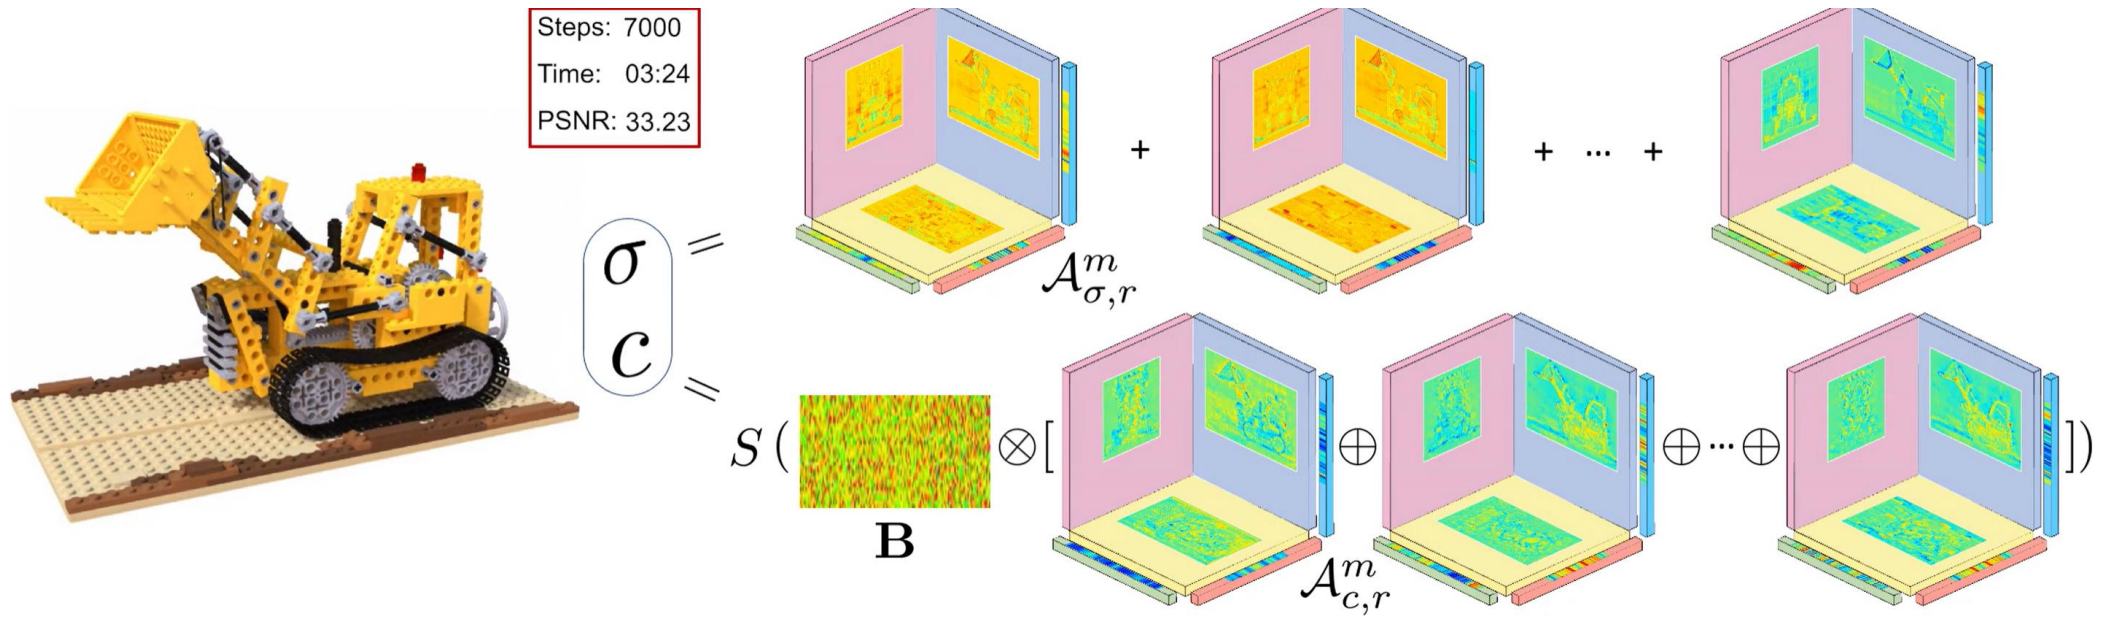 Steps: 7000
Time: 03:24
PSNR: 33.23
σ = + + ... +
𝒜^m_{σ,r}
c = S ( ⊗ [ ⊕ ⊕ ... ⊕ ] )
B
𝒜^m_{c,r}